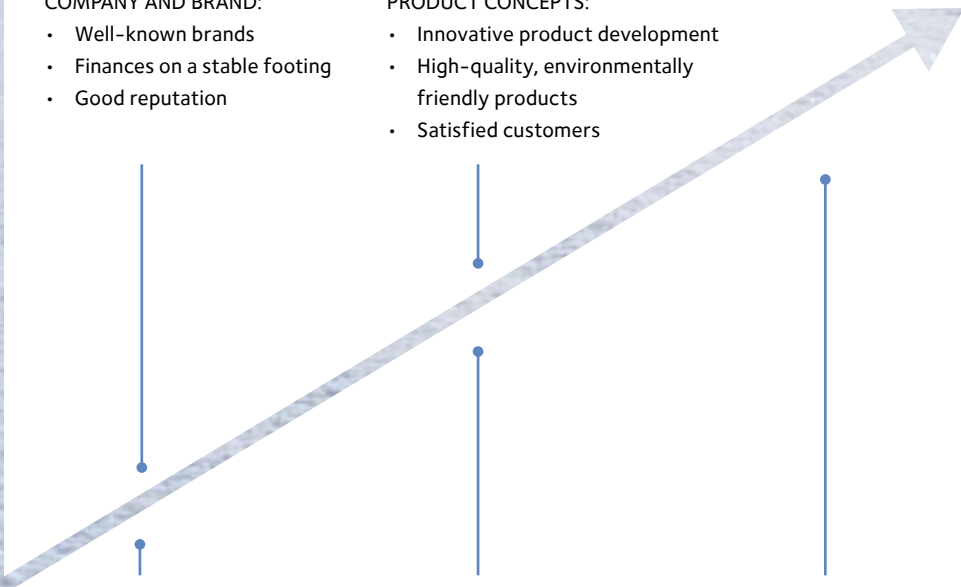 COMPANY AND BRAND:
• Well-known brands
• Finances on a stable footing
• Good reputation
PRODUCT CONCEPTS:
• Innovative product development
• High-quality, environmentally
friendly products
• Satisfied customers